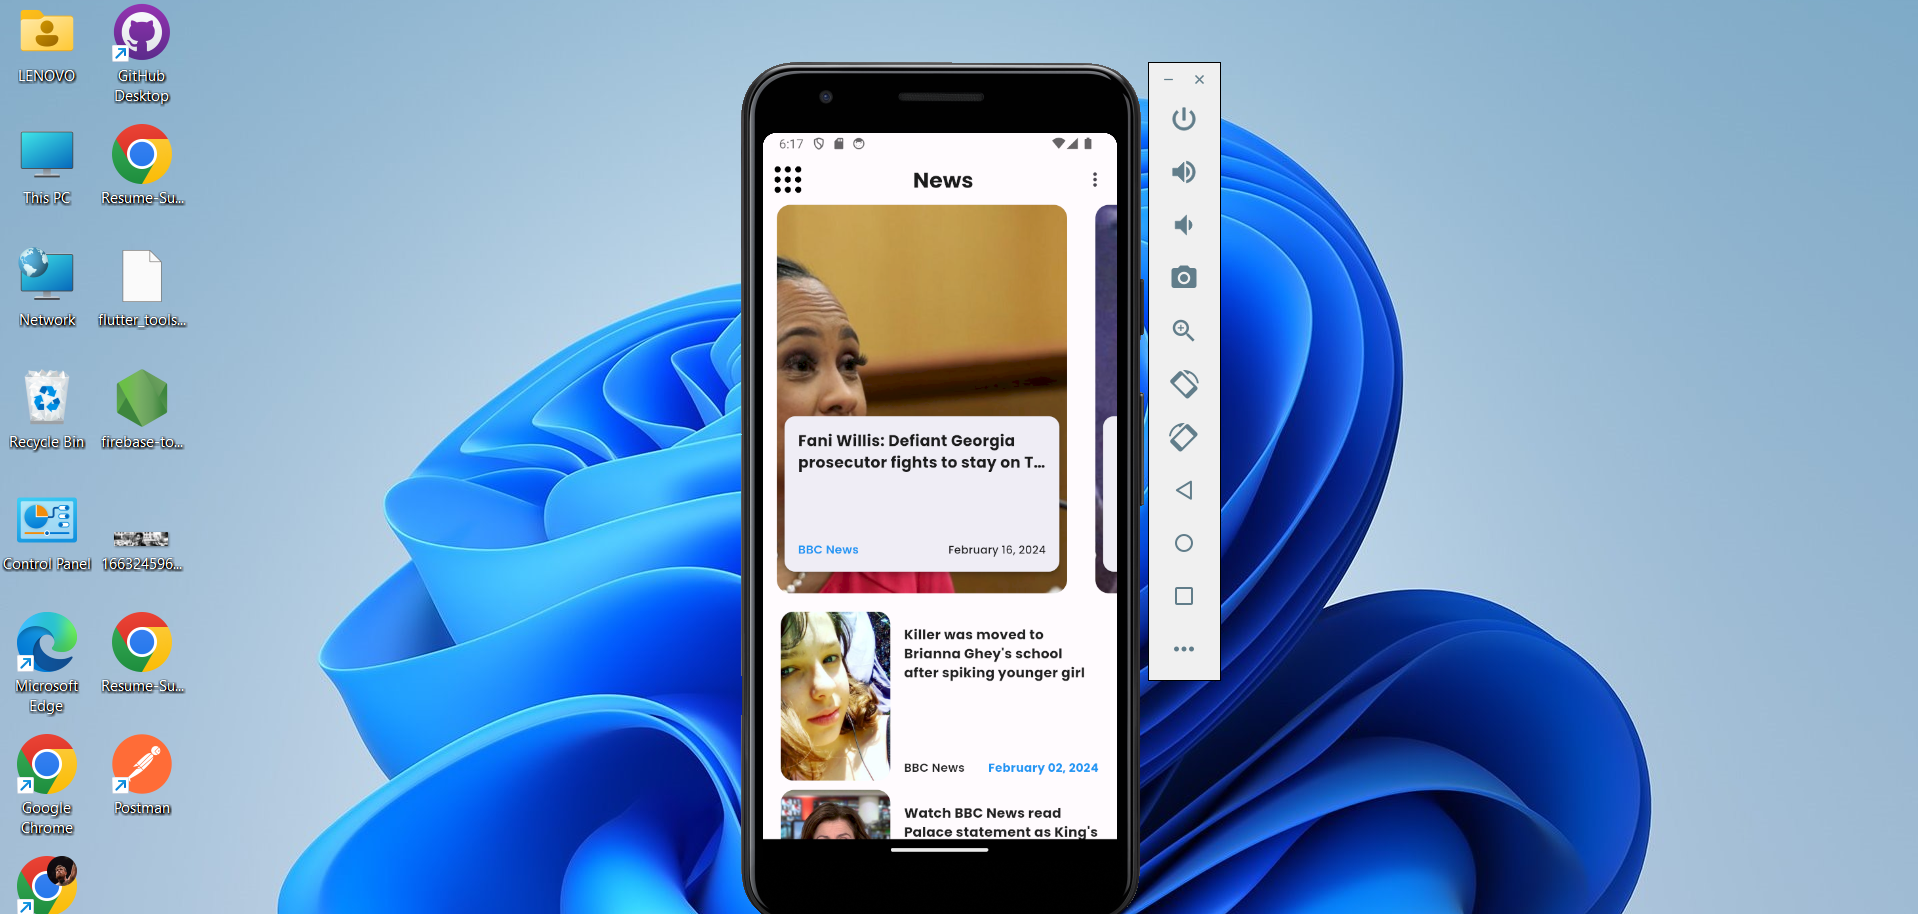 LENOVO
GitHub
Desktop
This PC
Resume-Su...
Network
flutter_tools...
Recycle Bin
firebase-to...
Control Panel
166324596...
Microsoft
Edge
Resume-Su...
Google
Chrome
Postman
6:17
News
Fani Willis: Defiant Georgia
prosecutor fights to stay on T...
BBC News
February 16, 2024
Killer was moved to
Brianna Ghey's school
after spiking younger girl
BBC News
February 02, 2024
Watch BBC News read
Palace statement as King's